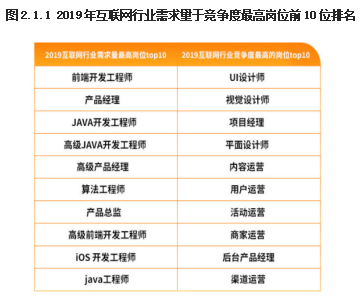 图2.1.1 2019年互联网行业需求量于竞争度最高岗位前10位排名
2019互联网行业需求量最高岗位top10 2019互联网行业竞争度最高的岗位top10
前端开发工程师 UI设计师
产品经理 视觉设计师
JAVA开发工程师 项目经理
高级JAVA开发工程师 平面设计师
高级产品经理 内容运营
算法工程师 用户运营
产品总监 活动运营
高级前端开发工程师 商家运营
iOS 开发工程师 后台产品经理
java工程师 渠道运营